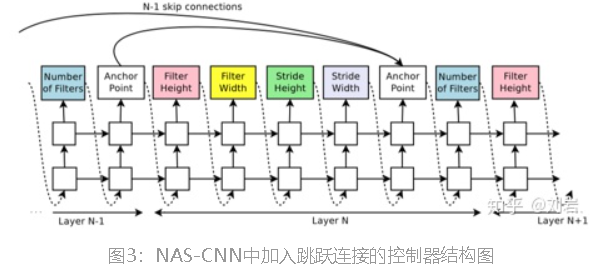 N-1 skip connections
Number
of Filters
Anchor
Point
Filter
Height
Filter
Width
Stride
Height
Stride
Width
Anchor
Point
Number
of Filters
Filter
Height
...
Layer N-1
Layer N
Layer N+1
知乎 @刘岩
图3：NAS-CNN中加入跳跃连接的控制器结构图